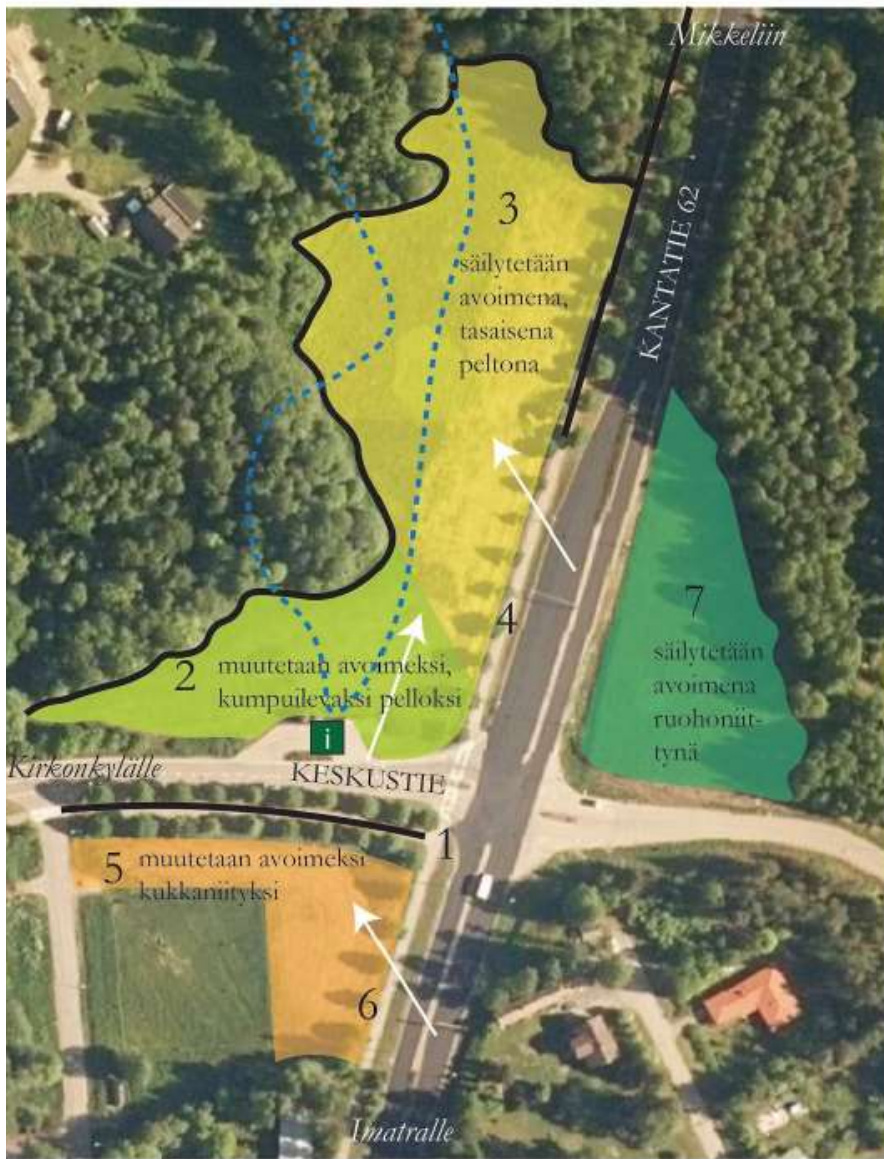 Mikkeliin
KANTATIE 62
3
säilytetään
avoimena,
tasaisena
peltona
4
7
säilytetään
avoimena
ruohoniit-
tynä
2
muutetaan avoimeksi,
kumpuilevaksi pelloksi
i
Kirkonkylälle
KESKUSTIE
1
5
muutetaan avoimeksi
kukkaniityksi
6
Imatralle